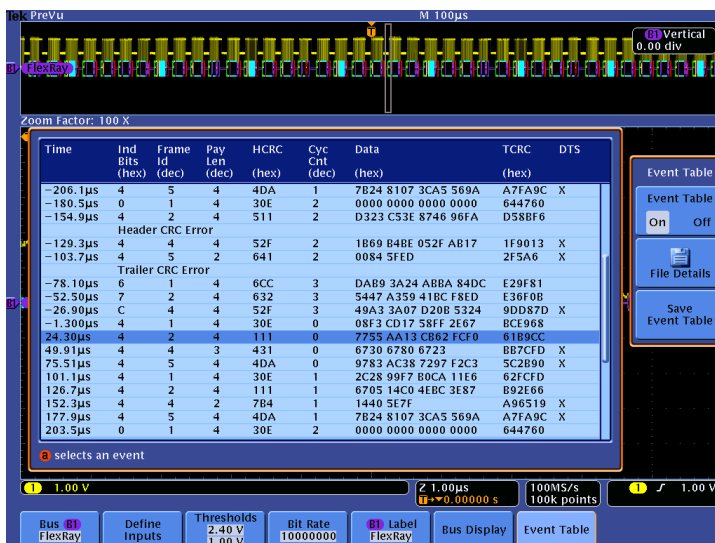 Tek PreVu M 100µs
T
B1 Vertical
0.00 div
B1 FlexRay
Zoom Factor: 100 X
Time Ind Bits (hex) Frame Id (dec) Pay Len (dec) HCRC (hex) Cyc Cnt (dec) Data (hex) TCRC (hex) DTS
−206.1µs 4 5 4 4DA 1 7B24 8107 3CA5 569A A7FA9C X
−180.5µs 0 1 4 30E 2 0000 0000 0000 0000 644760
−154.9µs 4 2 4 511 2 D323 C53E 8746 96FA D58BF6
Header CRC Error
−129.3µs 4 4 4 52F 2 1B69 B4BE 052F AB17 1F9013 X
−103.7µs 4 5 2 641 2 0084 5FED 2F5A6 X
Trailer CRC Error
−78.10µs 6 1 4 6CC 3 DAB9 3A24 ABBA 84DC E29F81
−52.50µs 7 2 4 632 3 5447 A359 41BC F8ED E36F0B
−26.90µs C 4 4 52F 3 49A3 3A07 D20B 5324 9DD87D X
−1.300µs 4 1 4 30E 0 08F3 CD17 58FF 2E67 BCE968
24.30µs 4 2 4 111 0 7755 AA13 CB62 FCF0 61B9CC
49.91µs 4 4 3 431 0 6730 6780 6723 BB7CFD X
75.51µs 4 5 4 4DA 0 9783 AC38 7297 F2C3 5C2B90 X
101.1µs 4 1 4 30E 1 2C28 99F7 B0CA 11E6 62FCFD
126.7µs 4 2 4 111 1 6705 14C0 4EBC 3E87 B92E66
152.3µs 4 4 2 7B4 1 1440 5E7F A96519 X
177.9µs 4 5 4 4DA 1 7B24 8107 3CA5 569A A7FA9C X
203.5µs 0 1 4 30E 2 0000 0000 0000 0000 644760
a selects an event
Event Table
Event Table
On Off
File Details
Save
Event Table
B1
1 1.00 V
Z 1.00µs
T→▼0.00000 s
100MS/s
100k points
1 1.00 V
Bus B1
FlexRay
Define
Inputs
Thresholds
2.40 V
1.00 V
Bit Rate
10000000
B1 Label
FlexRay
Bus Display
Event Table